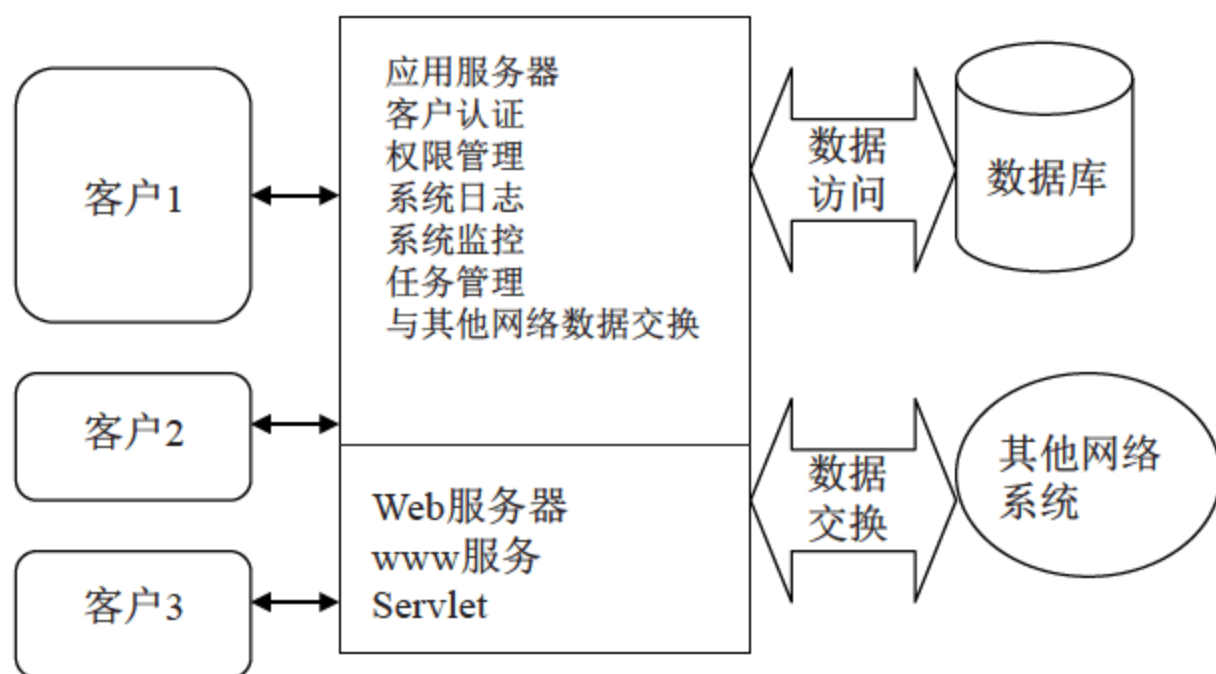 客户1
客户2
客户3
应用服务器
客户认证
权限管理
系统日志
系统监控
任务管理
与其他网络数据交换
Web服务器
www服务
Servlet
数据
访问
数据库
数据
交换
其他网络
系统